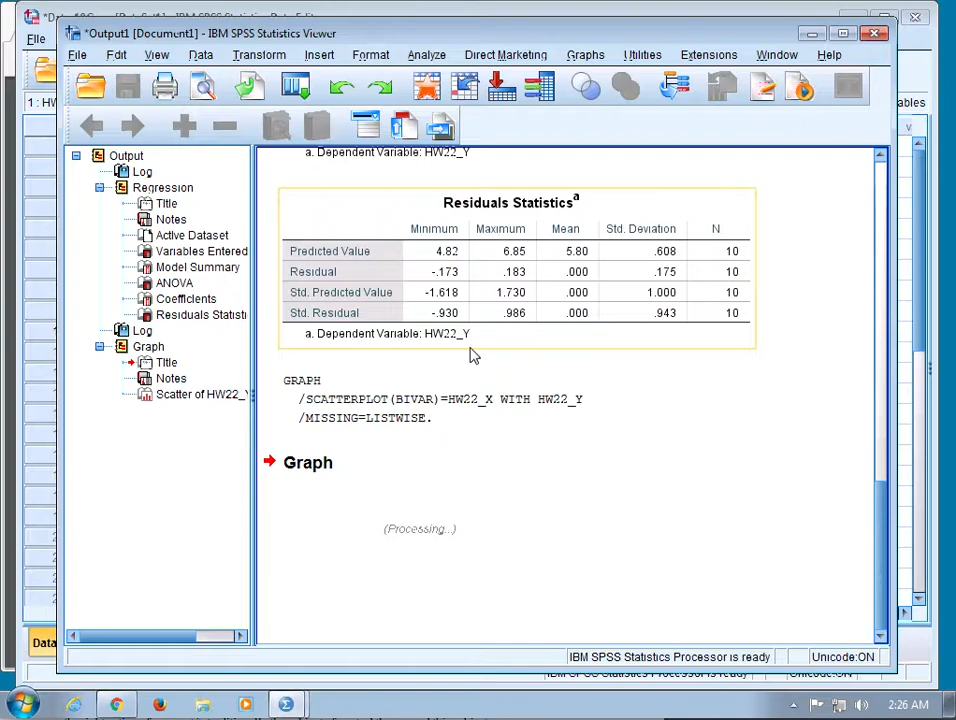 *Output1 [Document1] - IBM SPSS Statistics Viewer
File Edit View Data Transform Insert Format Analyze Direct Marketing Graphs Utilities Extensions Window Help
1 : HW
Output
Log
Regression
Title
Notes
Active Dataset
Variables Entered
Model Summary
ANOVA
Coefficients
Residuals Statisti
Log
Graph
Title
Notes
Scatter of HW22_Y
a. Dependent Variable: HW22_Y
Residuals Statisticsa
Minimum Maximum Mean Std. Deviation N
Predicted Value 4.82 6.85 5.80 .608 10
Residual -.173 .183 .000 .175 10
Std. Predicted Value -1.618 1.730 .000 1.000 10
Std. Residual -.930 .986 .000 .943 10
a. Dependent Variable: HW22_Y
GRAPH
/SCATTERPLOT(BIVAR)=HW22_X WITH HW22_Y
/MISSING=LISTWISE.
Graph
(Processing...)
Data
IBM SPSS Statistics Processor is ready Unicode:ON
2:26 AM